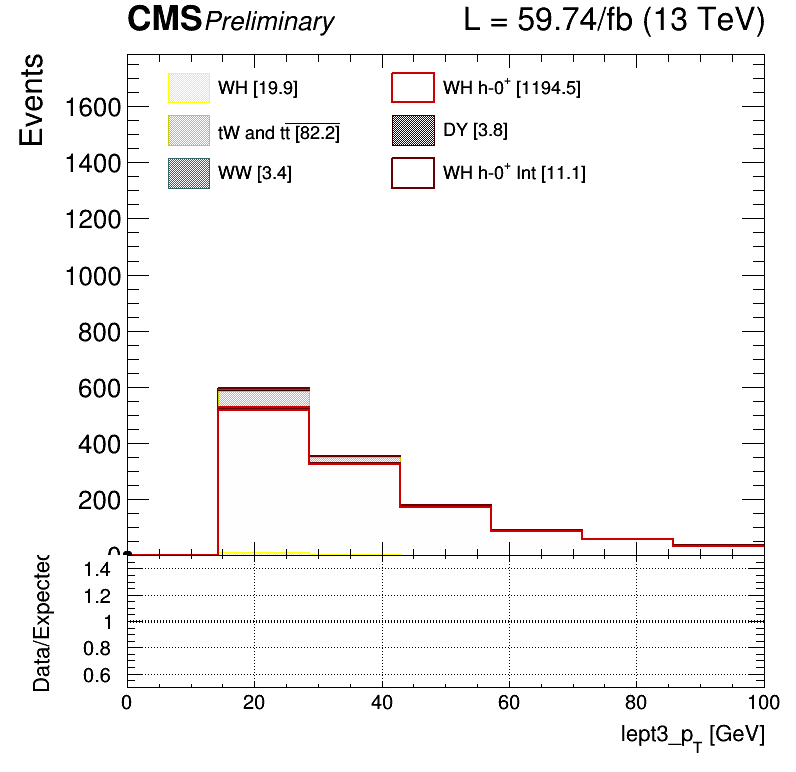 CMS Preliminary L = 59.74/fb (13 TeV)
Events
WH [19.9] WH h-0⁺ [1194.5]
tW and tt̅ [82.2] DY [3.8]
WW [3.4] WH h-0⁺ Int [11.1]
1600
1400
1200
1000
800
600
400
200
0
Data/Expected
1.4
1.2
1
0.8
0.6
0 20 40 60 80 100
lept3_p_T [GeV]